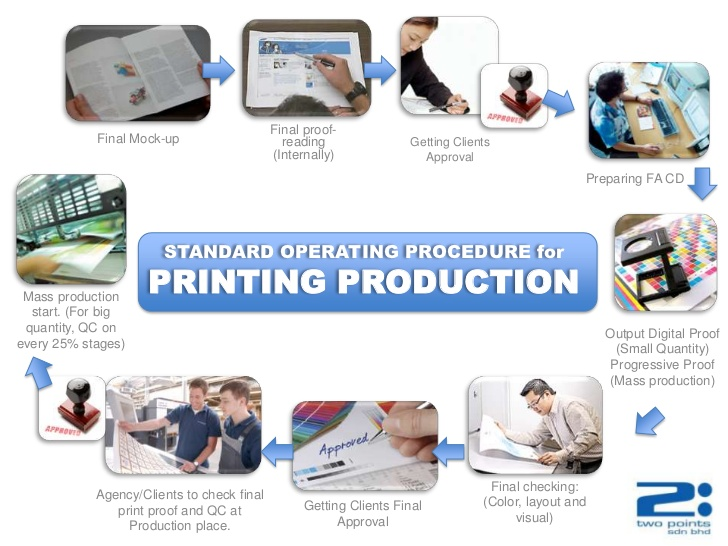 Final Mock-up
Final proof-
reading
(Internally)
Getting Clients
Approval
APPROVED
Preparing FA CD
STANDARD OPERATING PROCEDURE for
PRINTING PRODUCTION
Output Digital Proof
(Small Quantity)
Progressive Proof
(Mass production)
Final checking:
(Color, layout and
visual)
Approved
Getting Clients Final
Approval
Agency/Clients to check final
print proof and QC at
Production place.
APPROVED
Mass production
start. (For big
quantity, QC on
every 25% stages)
2:
two points
sdn bhd